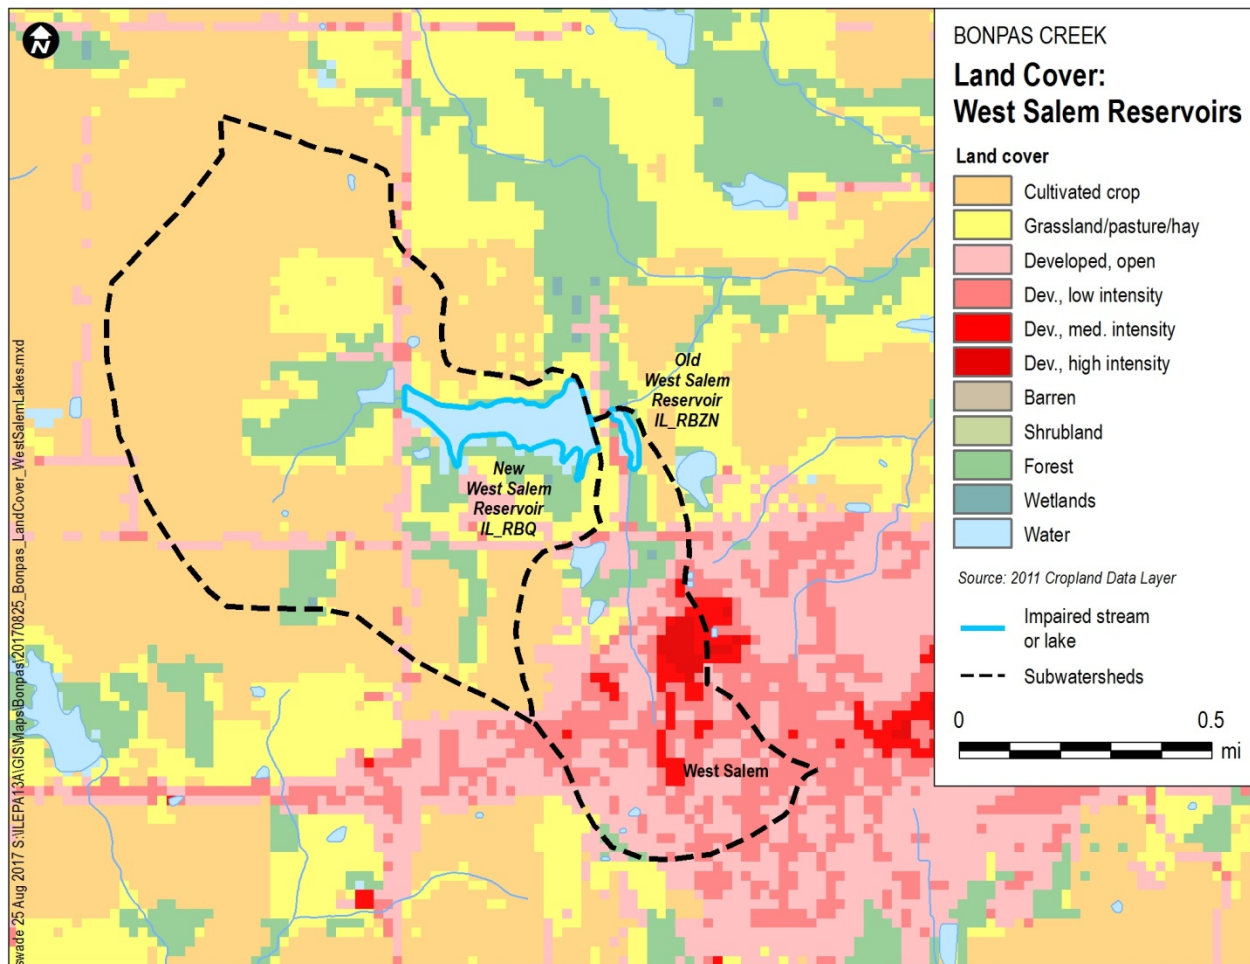 N
BONPAS CREEK
Land Cover:
West Salem Reservoirs
Land cover
Cultivated crop
Grassland/pasture/hay
Developed, open
Dev., low intensity
Dev., med. intensity
Dev., high intensity
Barren
Shrubland
Forest
Wetlands
Water
Source: 2011 Cropland Data Layer
Impaired stream
or lake
Subwatersheds
0 0.5
mi
Old
West Salem
Reservoir
IL_RBZN
New
West Salem
Reservoir
IL_RBQ
West Salem
swade 25 Aug 2017 S:\ILEPA13A\GIS\Maps\Bonpas\20170825_Bonpas_LandCover_WestSalemLakes.mxd